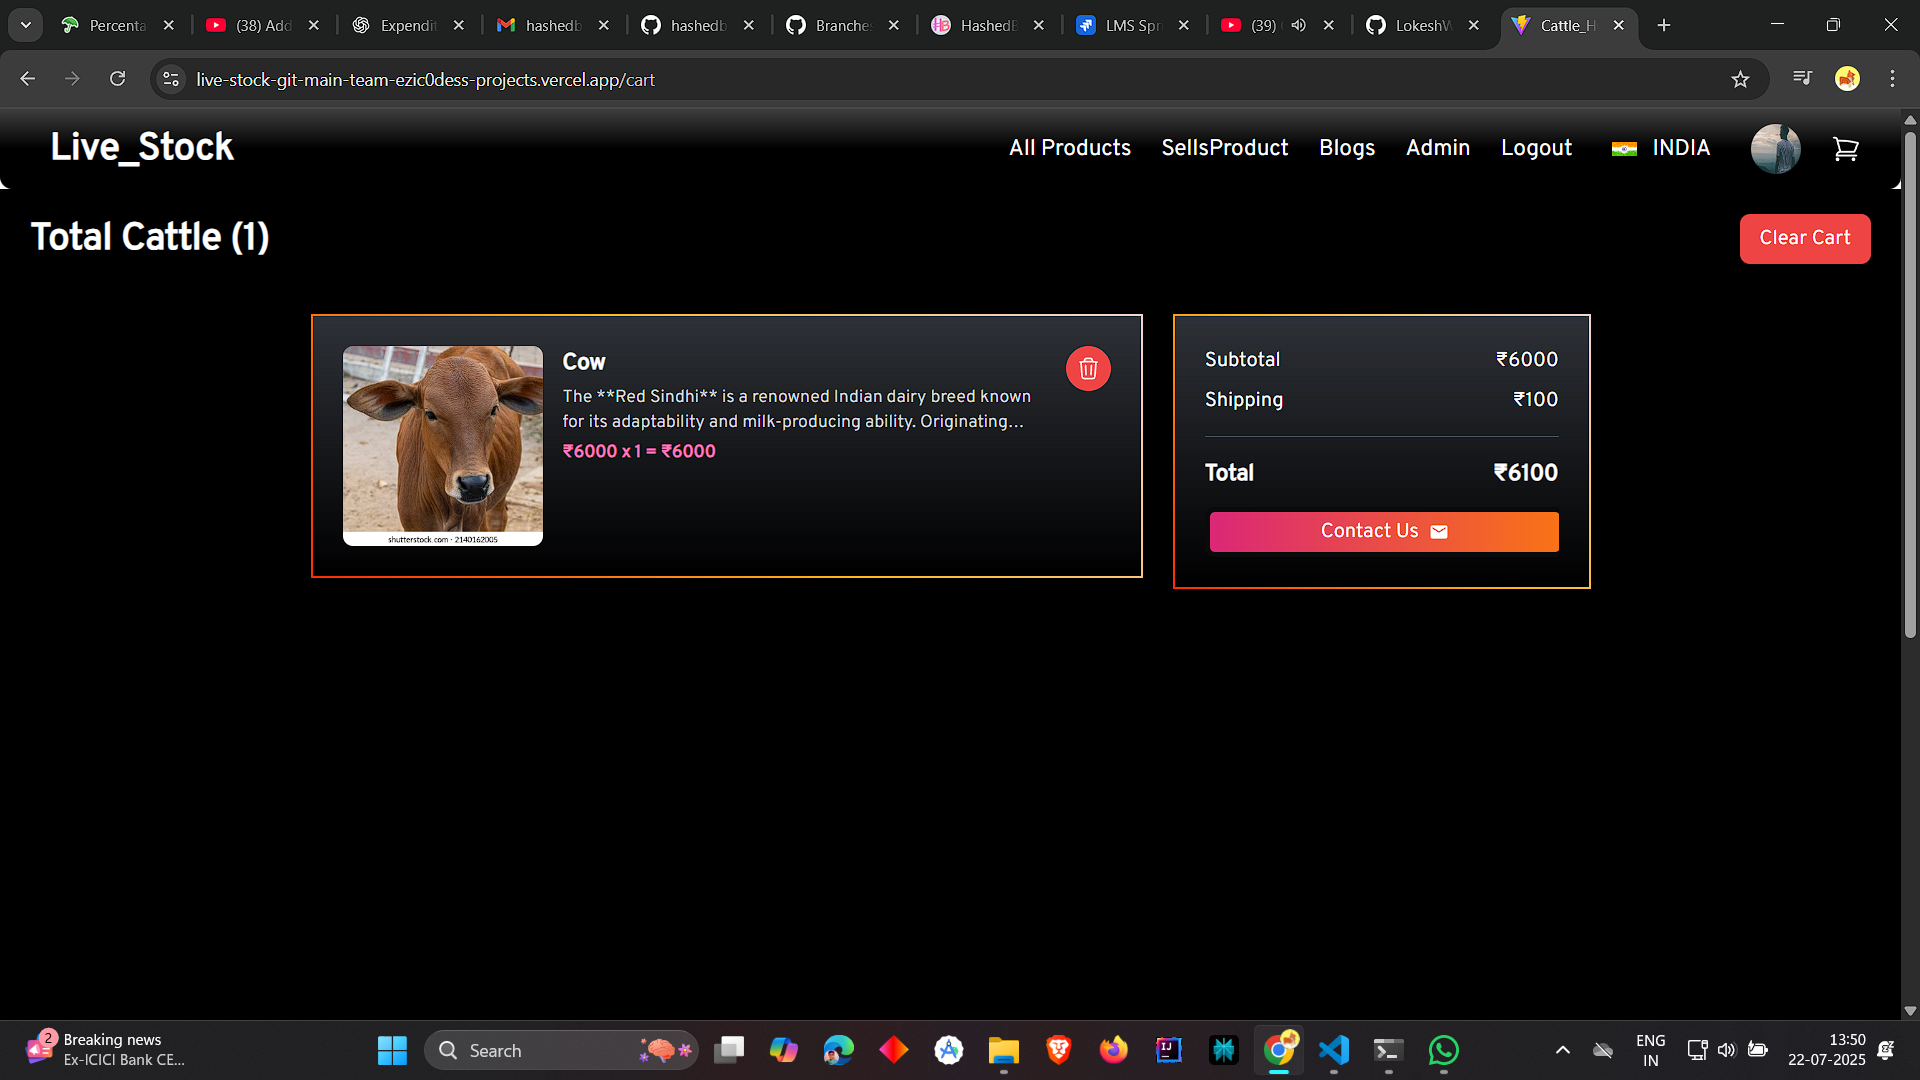 Percenta
(38) Add
Expendit
hashedb
hashedb
Branche
HashedB
LMS Spr
(39)
LokeshW
Cattle_H
live-stock-git-main-team-ezic0dess-projects.vercel.app/cart
Live_Stock
All Products
SellsProduct
Blogs
Admin
Logout
INDIA
Total Cattle (1)
Clear Cart
Cow
The **Red Sindhi** is a renowned Indian dairy breed known
for its adaptability and milk-producing ability. Originating...
₹6000 x 1 = ₹6000
shutterstock.com · 2140162005
Subtotal ₹6000
Shipping ₹100
Total ₹6100
Contact Us
2
Breaking news
Ex-ICICI Bank CE...
Search
ENG
IN
13:50
22-07-2025